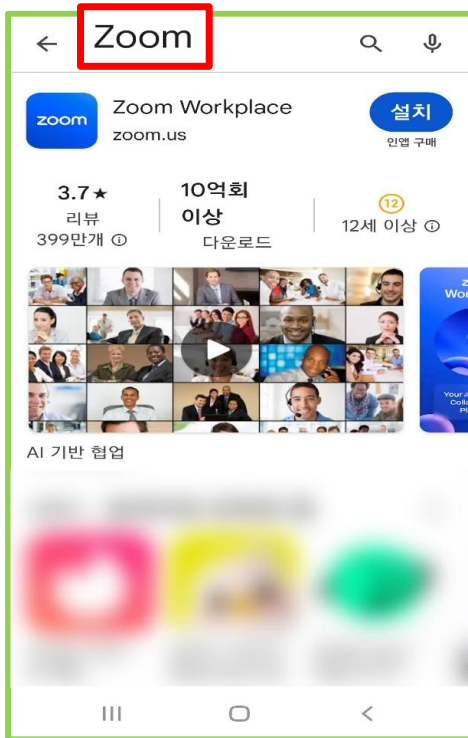 Zoom
zoom
Zoom Workplace
zoom.us
설치
인앱 구매
3.7★
리뷰
399만개
10억회
이상
다운로드
12
12세 이상
AI 기반 협업